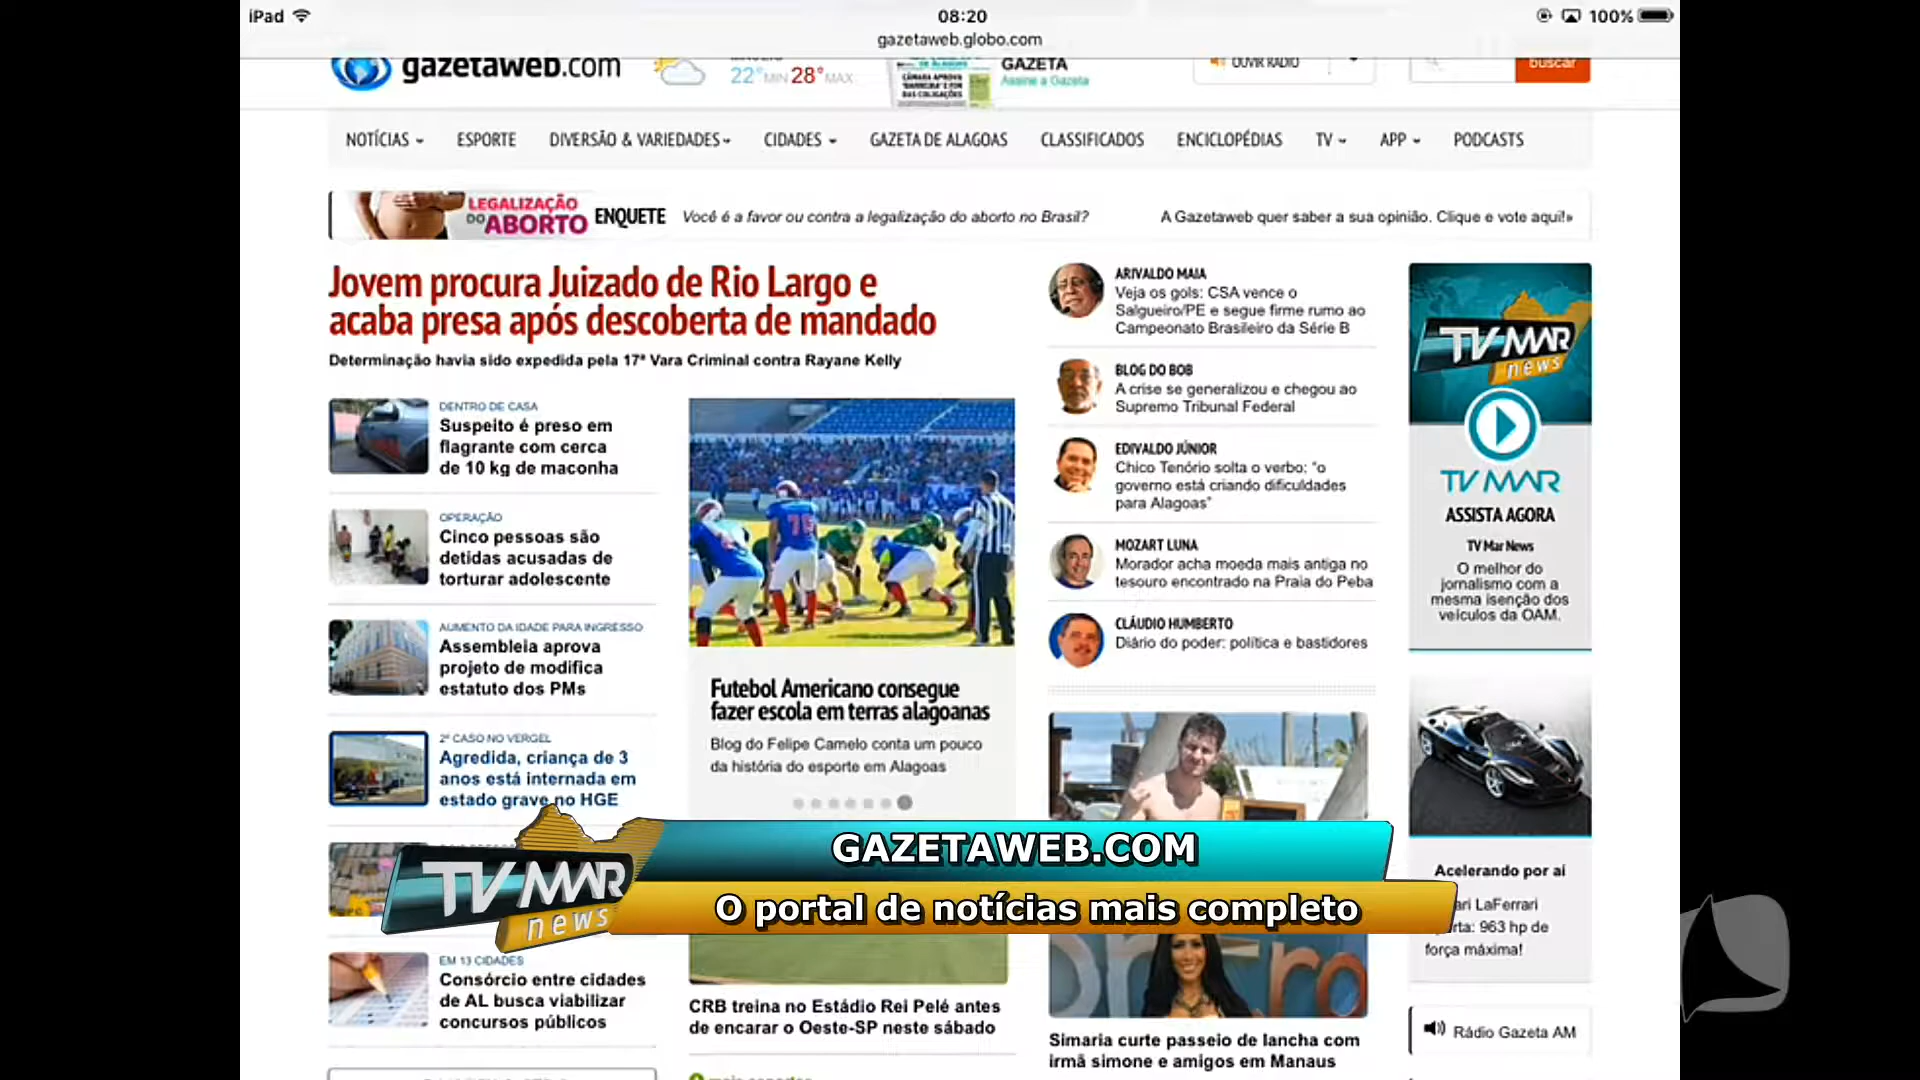 iPad
08:20
100%
gazetaweb.globo.com
gazetaweb.com
22° MIN 28° MAX
GAZETA
Assine a Gazeta
OUVIR RÁDIO
Buscar
NOTÍCIAS
ESPORTE
DIVERSÃO & VARIEDADES
CIDADES
GAZETA DE ALAGOAS
CLASSIFICADOS
ENCICLOPÉDIAS
TV
APP
PODCASTS
LEGALIZAÇÃO
DO ABORTO
ENQUETE
Você é a favor ou contra a legalização do aborto no Brasil?
A Gazetaweb quer saber a sua opinião. Clique e vote aqui!»
Jovem procura Juizado de Rio Largo e
acaba presa após descoberta de mandado
Determinação havia sido expedida pela 17ª Vara Criminal contra Rayane Kelly
DENTRO DE CASA
Suspeito é preso em
flagrante com cerca
de 10 kg de maconha
OPERAÇÃO
Cinco pessoas são
detidas acusadas de
torturar adolescente
AUMENTO DA IDADE PARA INGRESSO
Assembleia aprova
projeto de modifica
estatuto dos PMs
2º CASO NO VERGEL
Agredida, criança de 3
anos está internada em
estado grave no HGE
EM 13 CIDADES
Consórcio entre cidades
de AL busca viabilizar
concursos públicos
75
Futebol Americano consegue
fazer escola em terras alagoanas
Blog do Felipe Camelo conta um pouco
da história do esporte em Alagoas
CRB treina no Estádio Rei Pelé antes
de encarar o Oeste-SP neste sábado
ARIVALDO MAIA
Veja os gols: CSA vence o
Salgueiro/PE e segue firme rumo ao
Campeonato Brasileiro da Série B
BLOG DO BOB
A crise se generalizou e chegou ao
Supremo Tribunal Federal
EDIVALDO JÚNIOR
Chico Tenório solta o verbo: "o
governo está criando dificuldades
para Alagoas"
MOZART LUNA
Morador acha moeda mais antiga no
tesouro encontrado na Praia do Peba
CLÁUDIO HUMBERTO
Diário do poder: política e bastidores
Simaria curte passeio de lancha com
irmã simone e amigos em Manaus
TV MAR
news
TV MAR
ASSISTA AGORA
TV Mar News
O melhor do
jornalismo com a
mesma isenção dos
veículos da OAM.
Acelerando por aí
LaFerrari
963 hp de
força máxima!
Rádio Gazeta AM
TV MAR
news
GAZETAWEB.COM
O portal de notícias mais completo